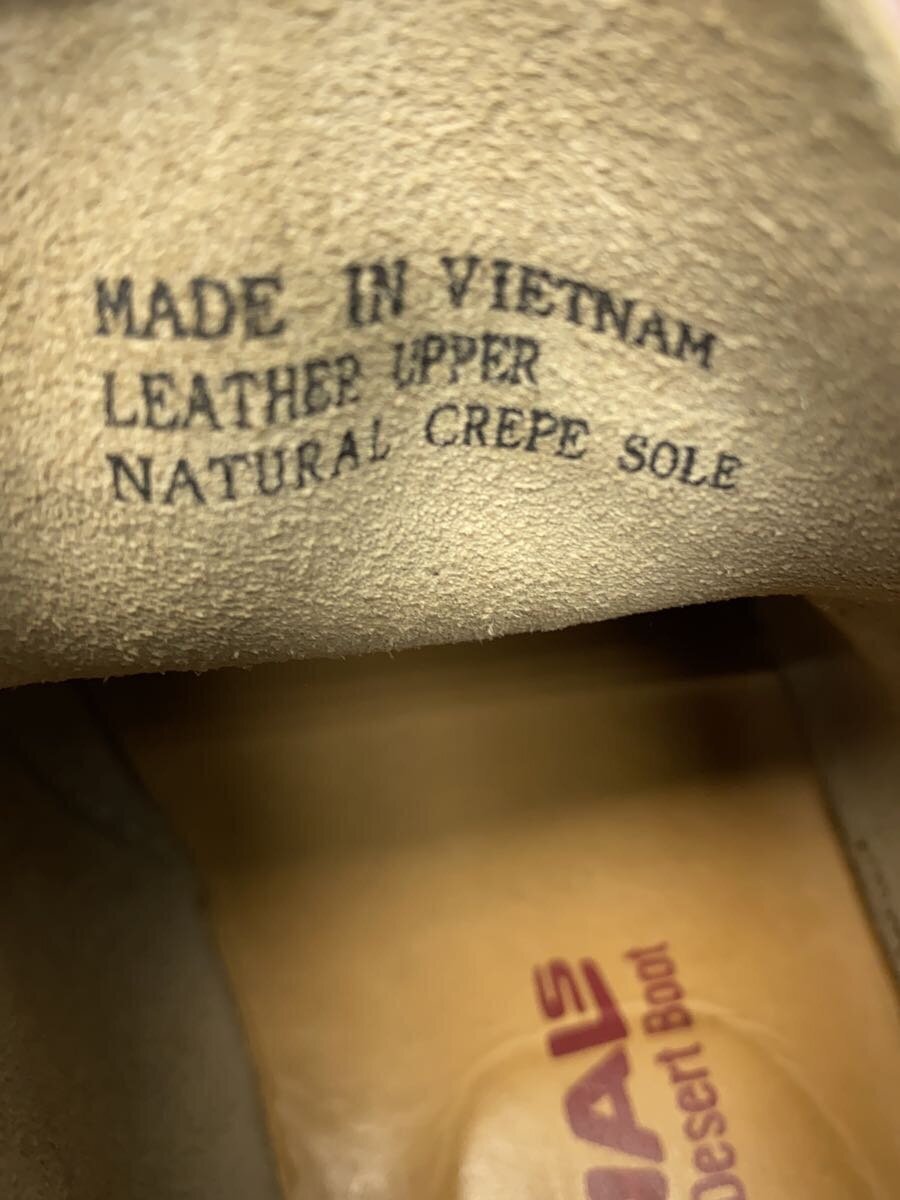 MADE IN VIETNAM
LEATHER UPPER
NATURAL CREPE SOLE
Desert Boot